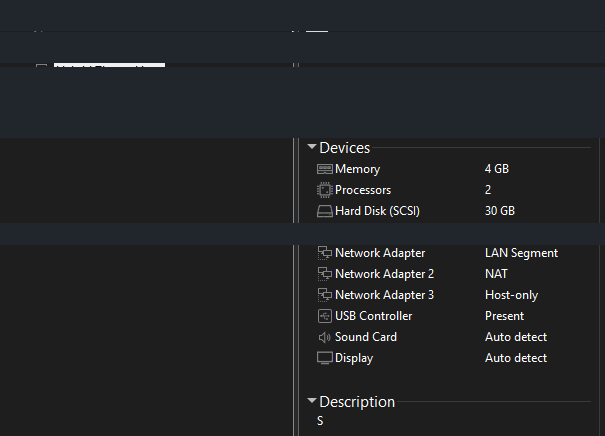 Devices
Memory 4 GB
Processors 2
Hard Disk (SCSI) 30 GB
Network Adapter LAN Segment
Network Adapter 2 NAT
Network Adapter 3 Host-only
USB Controller Present
Sound Card Auto detect
Display Auto detect
Description
S